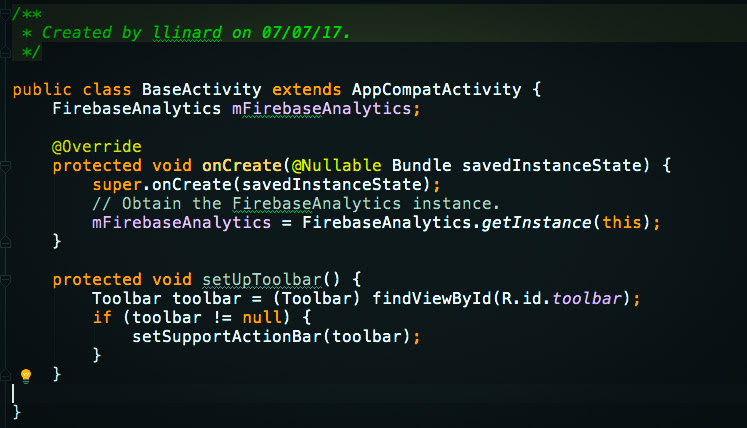 /**
 * Created by llinard on 07/07/17.
 */
public class BaseActivity extends AppCompatActivity {
    FirebaseAnalytics mFirebaseAnalytics;
    @Override
    protected void onCreate(@Nullable Bundle savedInstanceState) {
        super.onCreate(savedInstanceState);
        // Obtain the FirebaseAnalytics instance.
        mFirebaseAnalytics = FirebaseAnalytics.getInstance(this);
    }
    protected void setUpToolbar() {
        Toolbar toolbar = (Toolbar) findViewById(R.id.toolbar);
        if (toolbar != null) {
            setSupportActionBar(toolbar);
        }
    }
}